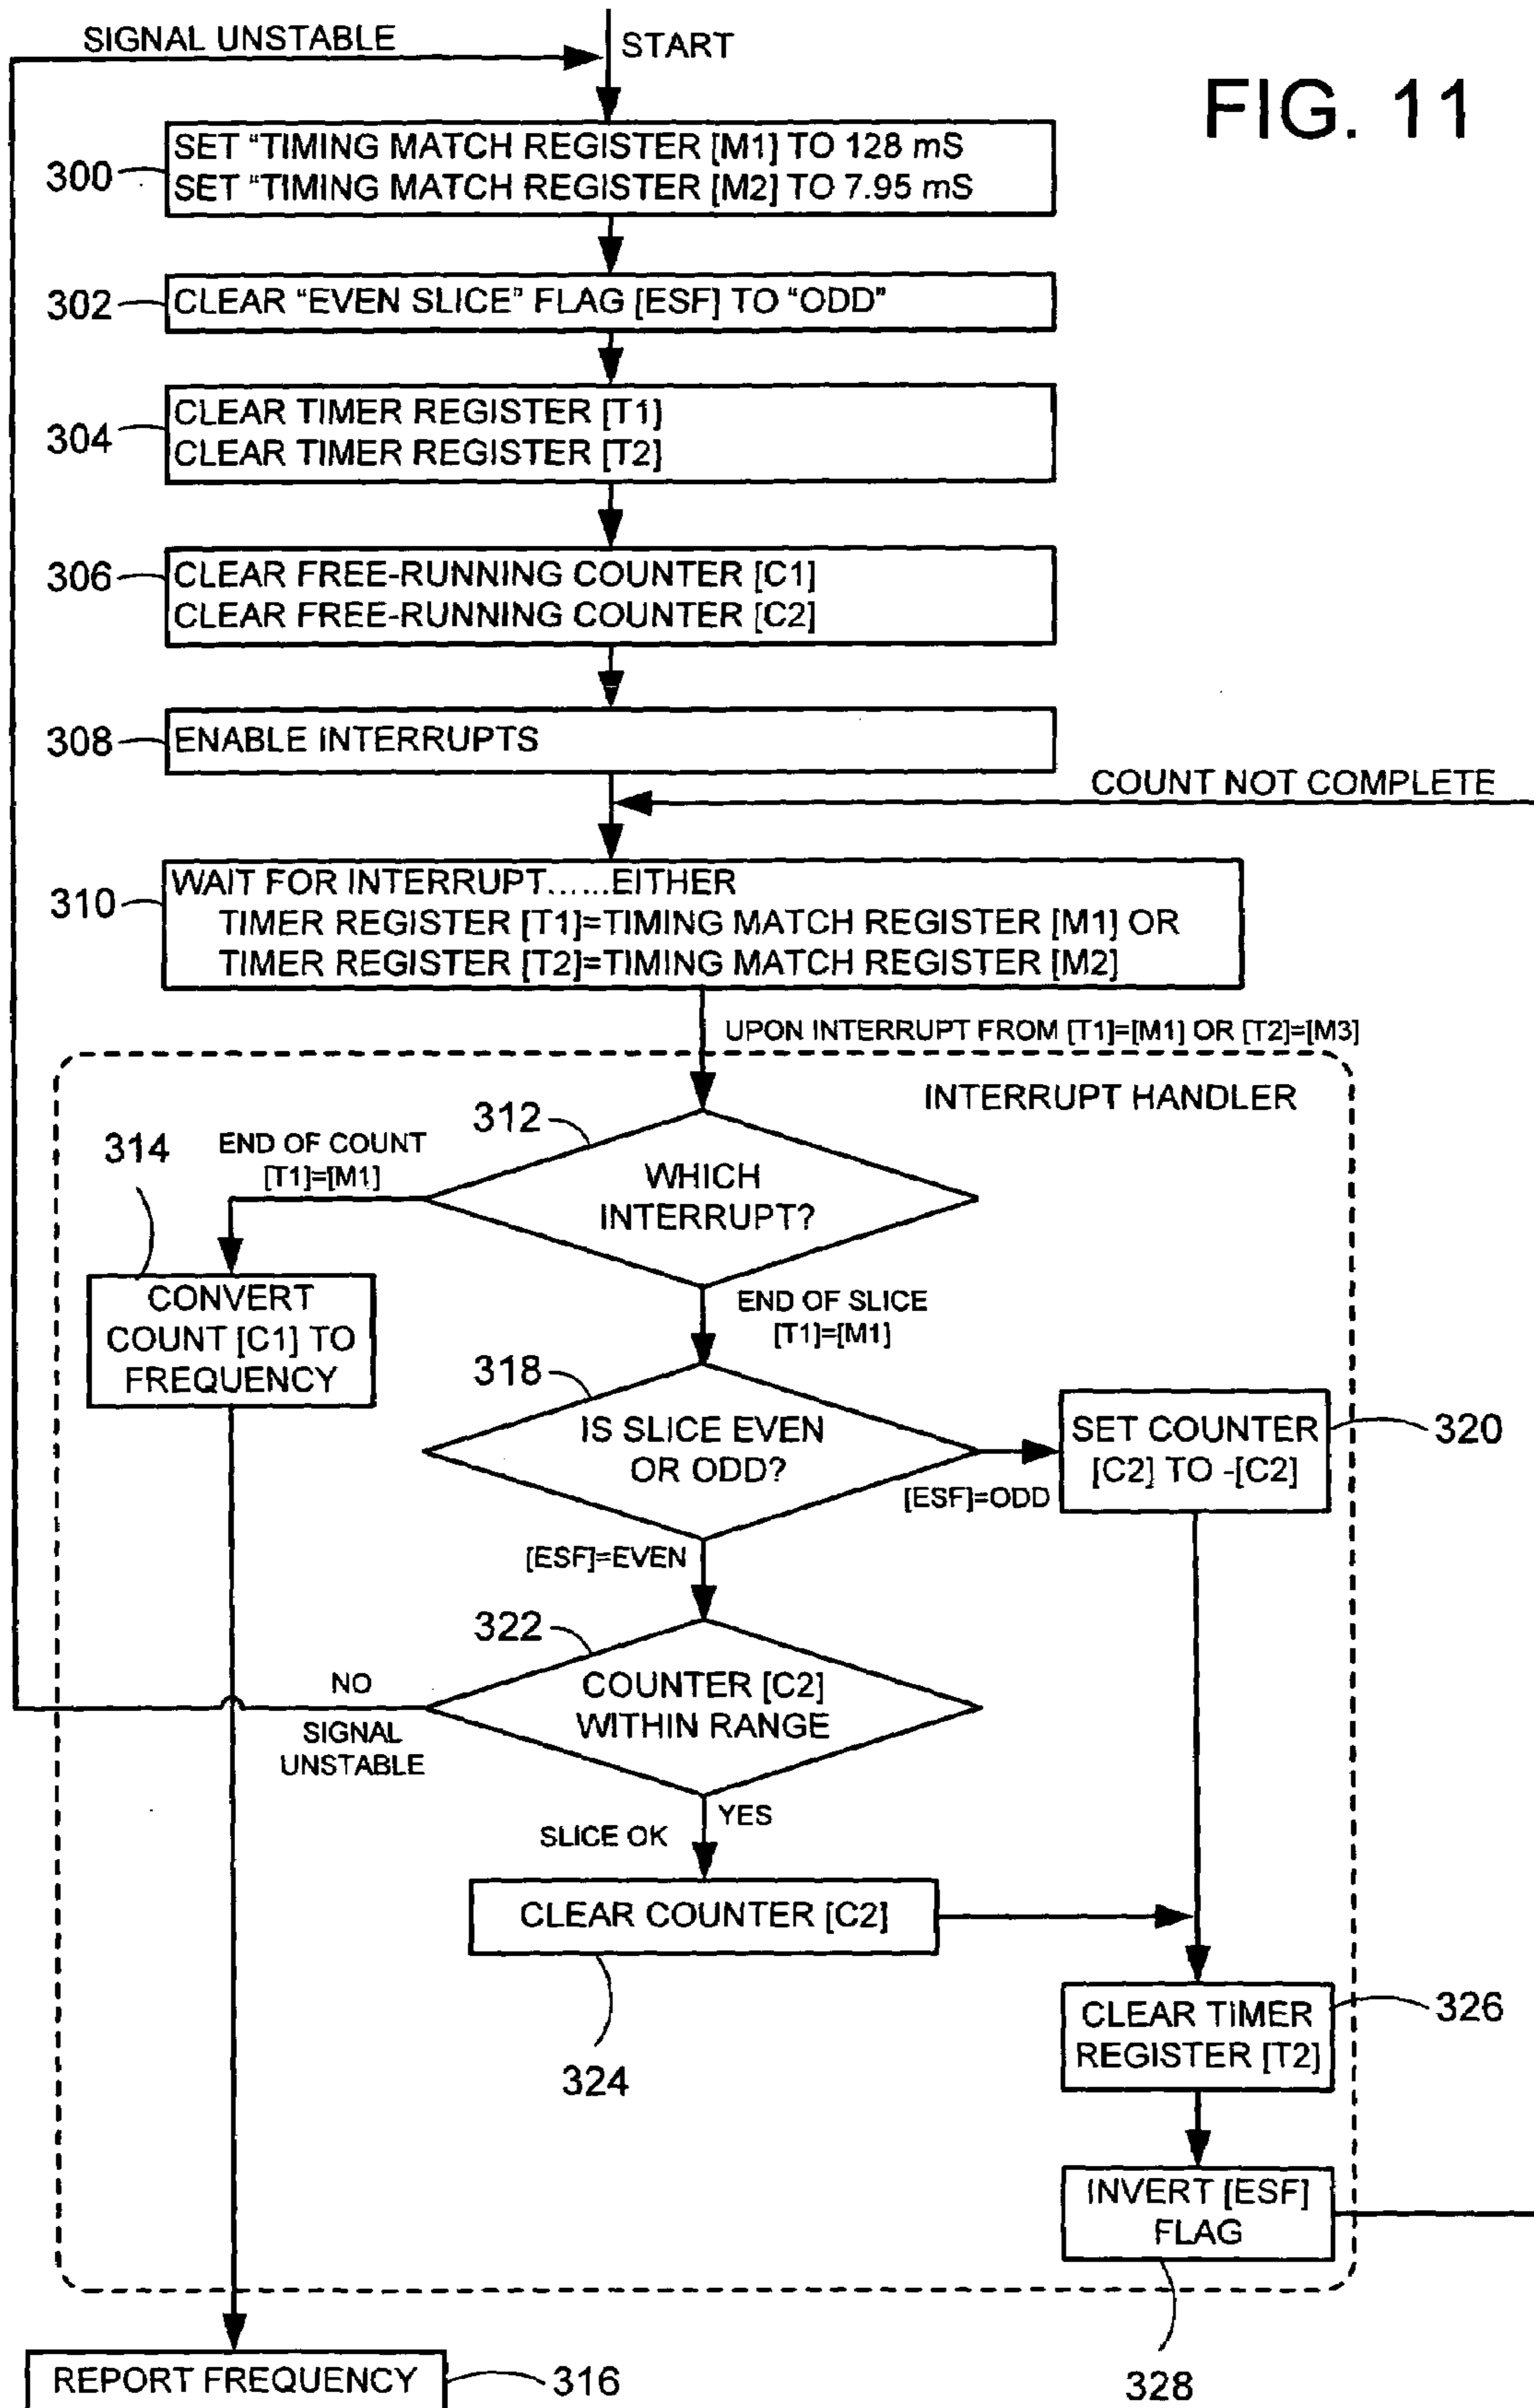 SIGNAL UNSTABLE
START
FIG. 11
300
SET “TIMING MATCH REGISTER [M1] TO 128 mS
SET “TIMING MATCH REGISTER [M2] TO 7.95 mS
302
CLEAR “EVEN SLICE” FLAG [ESF] TO “ODD”
304
CLEAR TIMER REGISTER [T1]
CLEAR TIMER REGISTER [T2]
306
CLEAR FREE-RUNNING COUNTER [C1]
CLEAR FREE-RUNNING COUNTER [C2]
308
ENABLE INTERRUPTS
COUNT NOT COMPLETE
310
WAIT FOR INTERRUPT......EITHER
TIMER REGISTER [T1]=TIMING MATCH REGISTER [M1] OR
TIMER REGISTER [T2]=TIMING MATCH REGISTER [M2]
UPON INTERRUPT FROM [T1]=[M1] OR [T2]=[M3]
INTERRUPT HANDLER
312
WHICH
INTERRUPT?
314
END OF COUNT
[T1]=[M1]
CONVERT
COUNT [C1] TO
FREQUENCY
END OF SLICE
[T1]=[M1]
318
IS SLICE EVEN
OR ODD?
[ESF]=ODD
SET COUNTER
[C2] TO -[C2]
320
[ESF]=EVEN
322
COUNTER [C2]
WITHIN RANGE
NO
SIGNAL
UNSTABLE
YES
SLICE OK
CLEAR COUNTER [C2]
324
CLEAR TIMER
REGISTER [T2]
326
INVERT [ESF]
FLAG
328
REPORT FREQUENCY
316